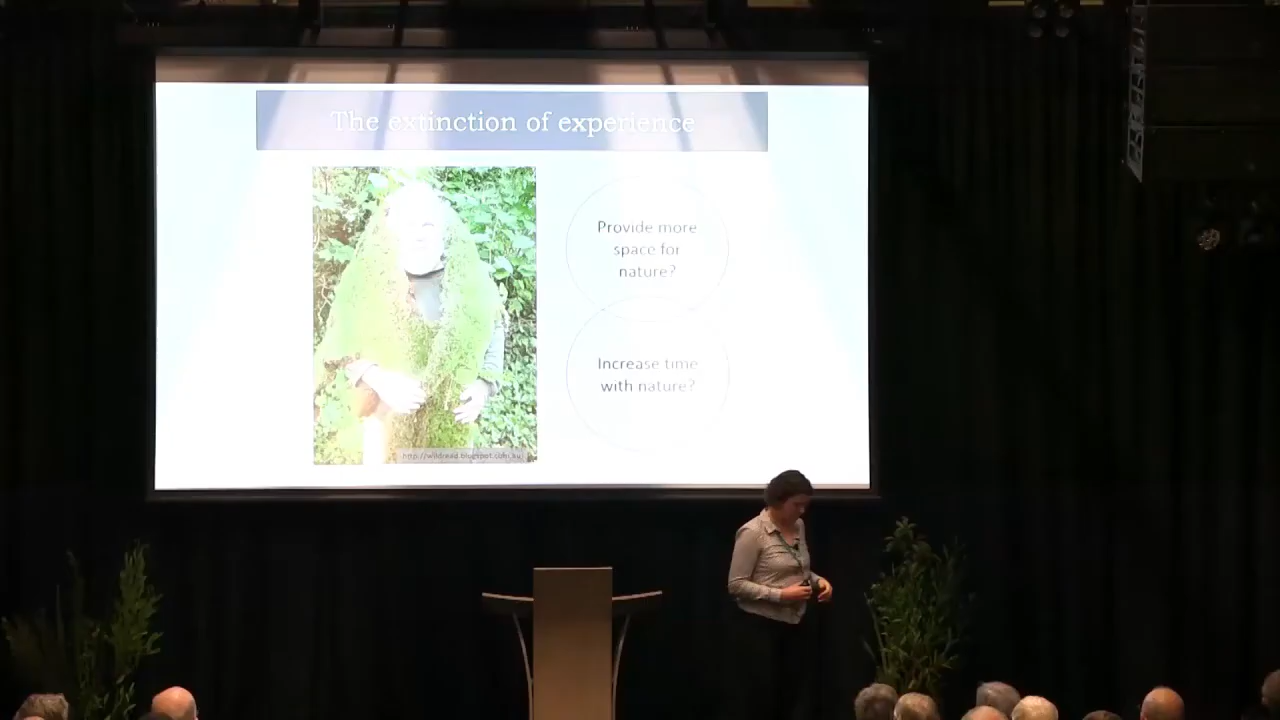 The extinction of experience
Provide more
space for
nature?
Increase time
with nature?